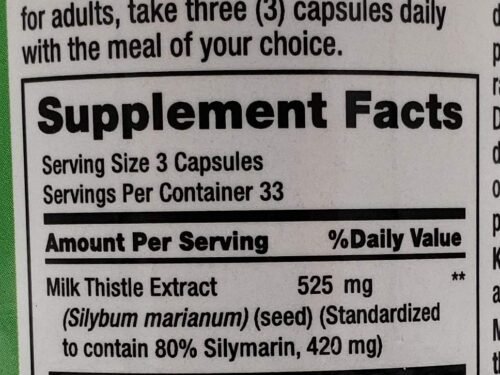 for adults, take three (3) capsules daily
with the meal of your choice.
Supplement Facts
Serving Size 3 Capsules
Servings Per Container 33
Amount Per Serving %Daily Value
Milk Thistle Extract 525 mg **
(Silybum marianum) (seed) (Standardized
to contain 80% Silymarin, 420 mg)